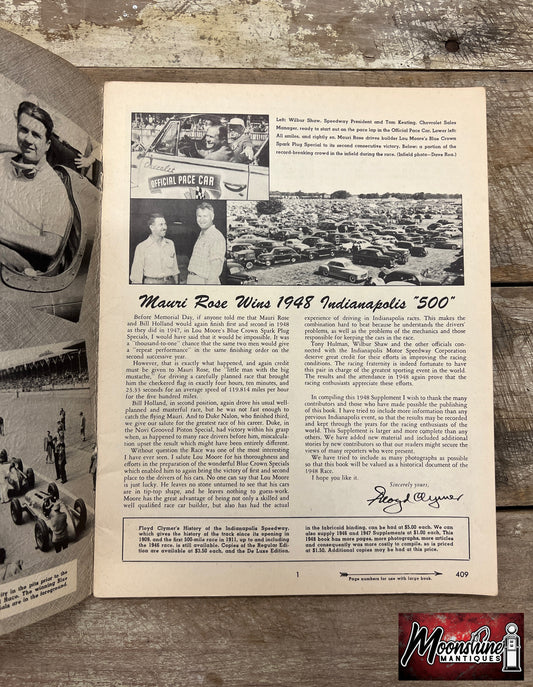 Left: Wilbur Shaw, Speedway President and Tom Keating, Chevrolet Sales
Manager, ready to start out on the pace lap in the Official Pace Car. Lower left:
All smiles, and rightly so. Mauri Rose drives builder Lou Moore's Blue Crown
Spark Plug Special to its second consecutive victory. Below: a portion of the
record-breaking crowd in the infield during the race. (Infield photo—Dave Ron.)
Chevrolet
OFFICIAL PACE CAR
Mauri Rose Wins 1948 Indianapolis "500"
Before Memorial Day, if anyone told me that Mauri Rose
and Bill Holland would again finish first and second in 1948
as they did in 1947, in Lou Moore's Blue Crown Spark Plug
Specials, I would have said that it would be impossible. It was
a "thousand-to-one" chance that the same two men would give
a "repeat performance" in the same finishing order on the
second successive year.
However, that is exactly what happened, and again credit
must be given to Mauri Rose, the "little man with the big
mustache," for driving a carefully planned race that brought
him the checkered flag in exactly four hours, ten minutes, and
23.33 seconds for an average speed of 119.814 miles per hour
for the five hundred miles.
Bill Holland, in second position, again drove his usual well-
planned and masterful race, but he was not fast enough to
catch the flying Mauri. And to Duke Nalon, who finished third,
we give our salute for the greatest race of his career. Duke, in
the Novi Grooved Piston Special, had victory within his grasp
when, as happened to many race drivers before him, miscalcula-
tion upset the result which might have been entirely different.
Without question the Race was one of the most interesting
I have ever seen. I salute Lou Moore for his thoroughness and
efforts in the preparation of the wonderful Blue Crown Specials
which enabled him to again bring the victory of first and second
place to the drivers of his cars. No one can say that Lou Moore
is just lucky. He leaves no stone unturned to see that his cars
are in tip-top shape, and he leaves nothing to guess-work.
Moore has the great advantage of being not only a skilled and
well qualified race car builder, but also has had the actual
experience of driving in Indianapolis races. This makes the
combination hard to beat because he understands the drivers'
problems, as well as the problems of the mechanics and those
responsible for keeping the cars in the race.
Tony Hulman, Wilbur Shaw and the other officials con-
nected with the Indianapolis Motor Speedway Corporation
deserve great credit for their efforts in improving the racing
conditions. The racing fraternity is indeed fortunate to have
this pair in charge of the greatest sporting event in the world.
The results and the attendance in 1948 again prove that the
racing enthusiasts appreciate these efforts.
In compiling this 1948 Supplement I wish to thank the many
contributors and those who have made possible the publishing
of this book. I have tried to include more information than any
previous Indianapolis event, so that the results may be recorded
and kept through the years for the racing enthusiasts of the
world. This Supplement is larger and more complete than any
others. We have added new material and included additional
stories by new contributors so that our readers might secure the
views of many reporters who were present.
We have tried to include as many photographs as possible
so that this book will be valued as a historical document of the
1948 Race.
I hope you like it.
Sincerely yours,
Floyd Clymer
Floyd Clymer's History of the Indianapolis Speedway,
which gives the history of the track since its opening in
1909, and the first 500-mile race in 1911, up to and including
the 1946 race, is still available. Copies of the Regular Edi-
tion are available at $3.50 each, and the De Luxe Edition,
in the fabricoid binding, can be had at $5.00 each. We can
also supply 1946 and 1947 Supplements at $1.00 each. This
1948 book has more pages, more photographs, more articles
and consequently was more costly to compile, so is priced
at $1.50. Additional copies may be had at this price.
1
Page numbers for use with large book.
409
ity in the pits prior to the
Race. The winning Blue
are in the foreground.
Moonshine
MANTIQUES